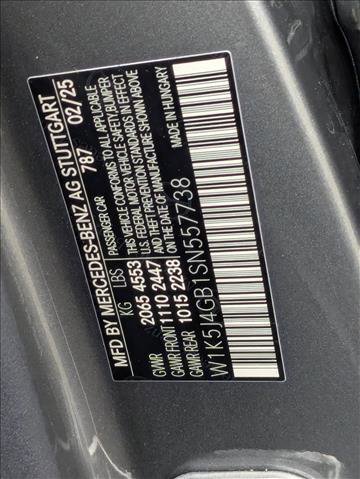 MFD BY MERCEDES-BENZ AG STUTTGART
787 02/25
PASSENGER CAR
THIS VEHICLE CONFORMS TO ALL APPLICABLE
FEDERAL MOTOR VEHICLE SAFETY, BUMPER
U.S. FEDERAL THEFT PREVENTION STANDARDS IN EFFECT
ON THE DATE OF MANUFACTURE SHOWN ABOVE
KG LBS
GVWR 2065 4553
GAWR FRONT 1110 2447
GAWR REAR 1015 2238
MADE IN HUNGARY
W1K5J4GB1SN557738